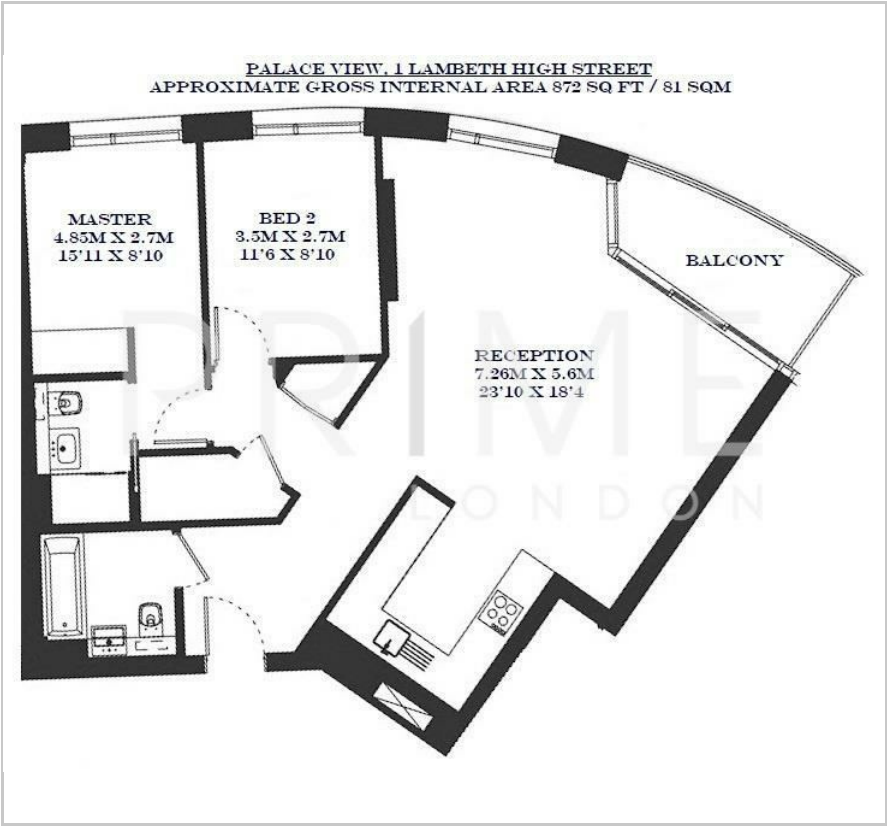 PALACE VIEW, 1 LAMBETH HIGH STREET
APPROXIMATE GROSS INTERNAL AREA 872 SQ FT / 81 SQM
MASTER
4.85M X 2.7M
15'11 X 8'10
BED 2
3.5M X 2.7M
11'6 X 8'10
BALCONY
RECEPTION
7.26M X 5.6M
23'10 X 18'4
PRIME
LONDON